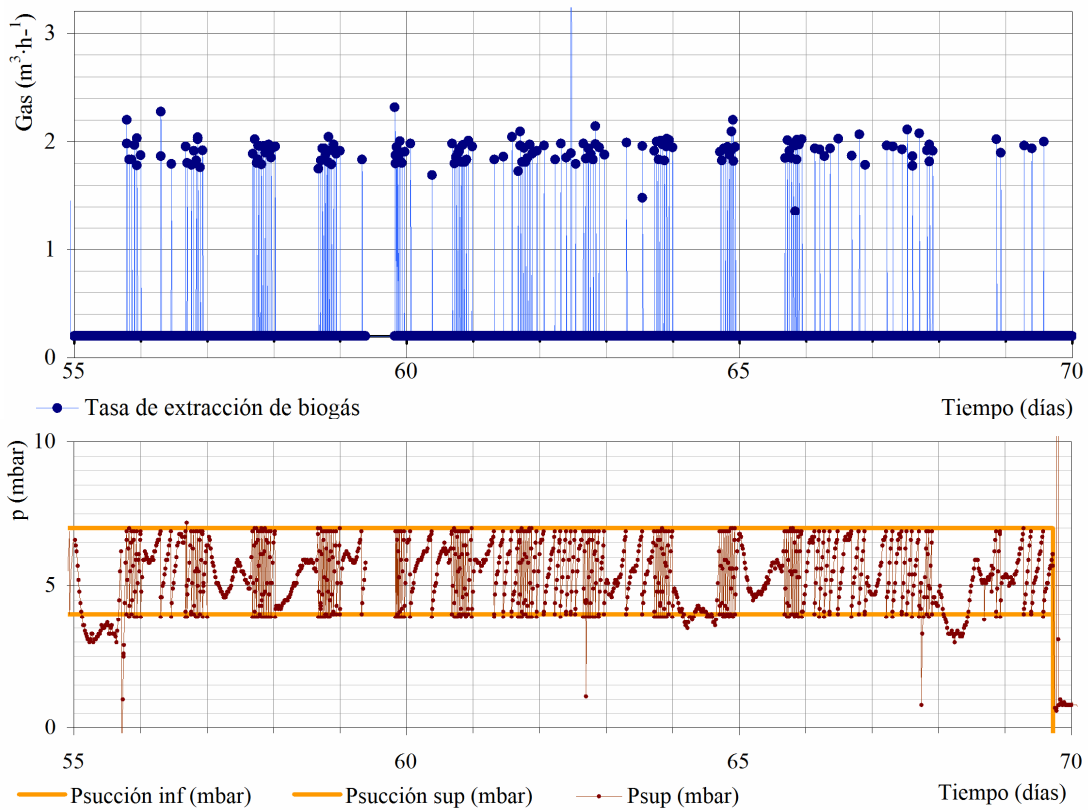 Gas (m³·h-¹)
3
2
1
0
55
60
65
70
Tasa de extracción de biogás
Tiempo (días)
p (mbar)
10
5
0
55
60
65
70
Tiempo (días)
Psucción inf (mbar)
Psucción sup (mbar)
Psup (mbar)